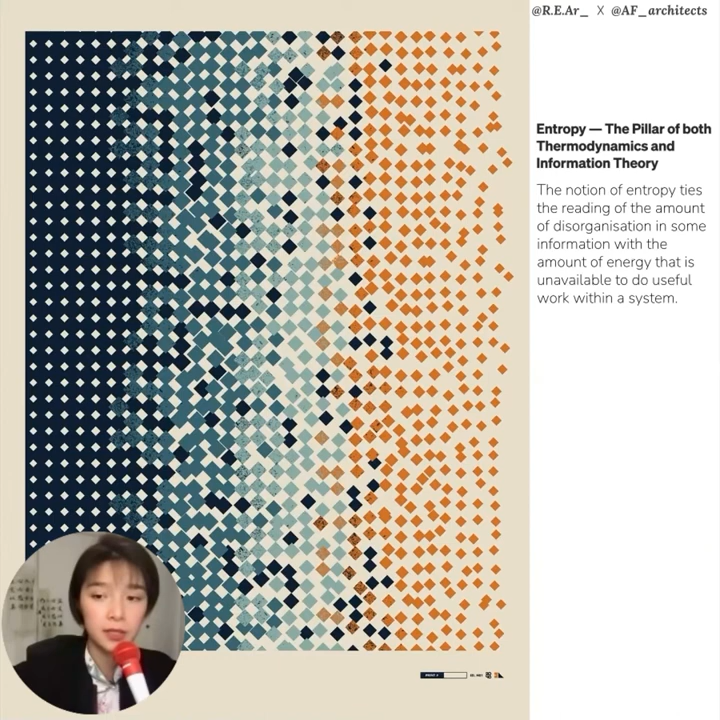 @R.E.Ar_ X @AF_architects
Entropy — The Pillar of both
Thermodynamics and
Information Theory
The notion of entropy ties
the reading of the amount
of disorganisation in some
information with the
amount of energy that is
unavailable to do useful
work within a system.